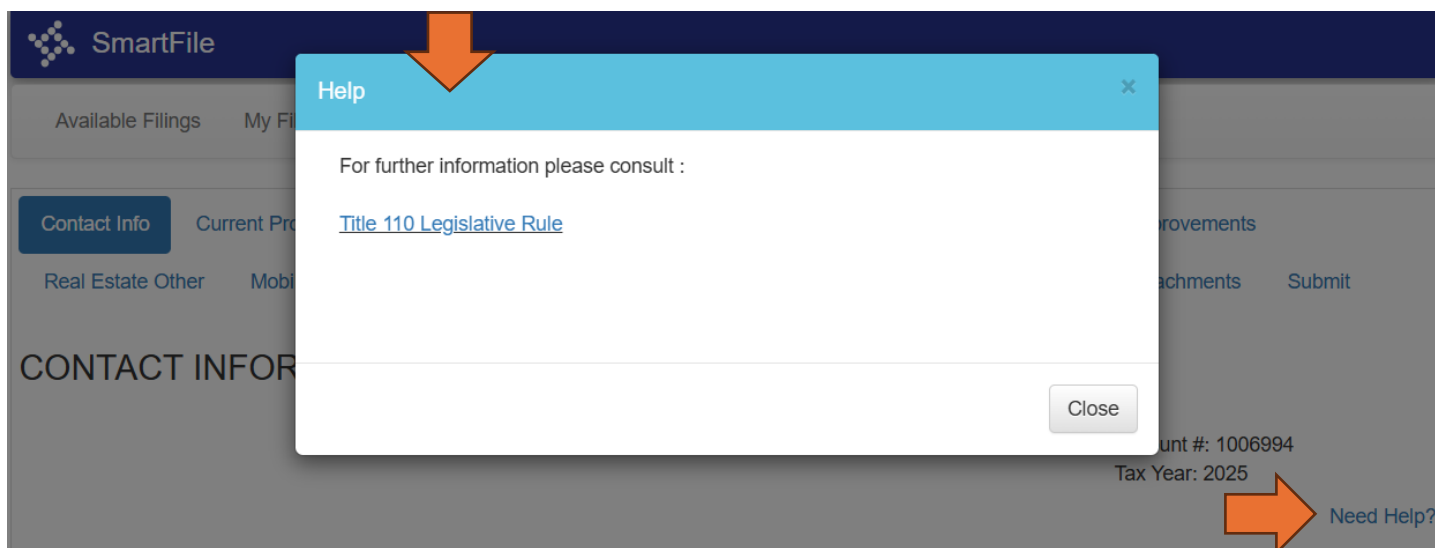 SmartFile
Help ×
Available Filings My Fi
For further information please consult :
Contact Info Current Pro
Title 110 Legislative Rule
rovements
Real Estate Other Mobi
achments Submit
CONTACT INFOR
Close
unt #: 1006994
Tax Year: 2025
Need Help?